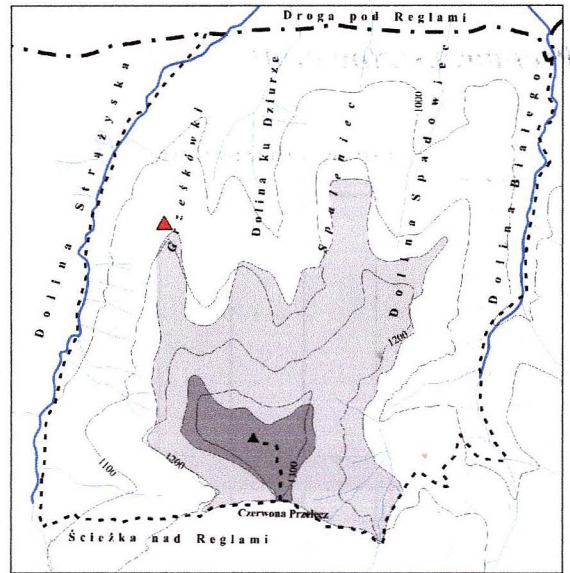 Droga pod Reglami
Dolina Strążyska
Grześkówki
Dolina ku Dziurze
Spaleniec
1000
Dolina Spadowiec
Dolina Białego
1200
1100
1200
1300
Czerwona Przełęcz
Ścieżka nad Reglami